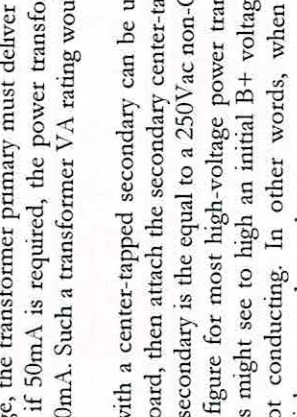 ge, the transformer primary must deliver
if 50mA is required, the power transfo
0mA. Such a transformer VA rating wou
with a center-tapped secondary can be u
oard, then attach the secondary center-ta
secondary is the equal to a 250Vac non-
figure for most high-voltage power tran
s might see to high an initial B+ voltag
ot conducting. In other words, when